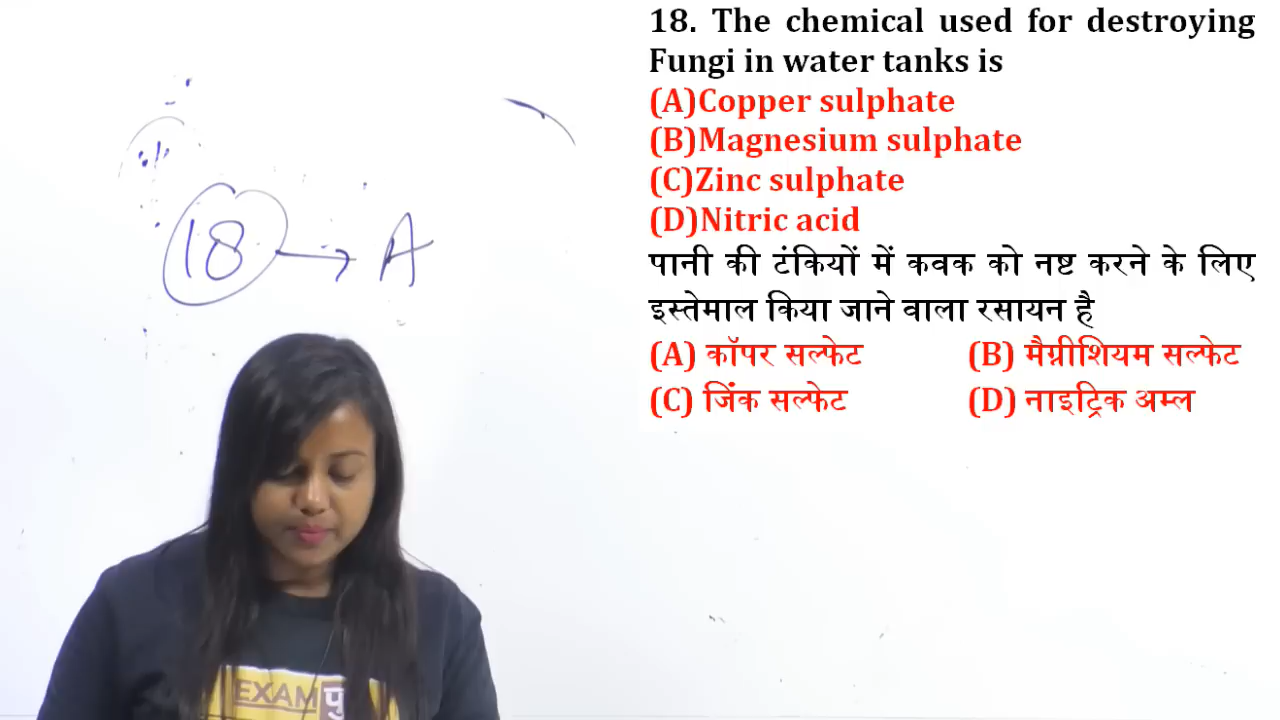 18. The chemical used for destroying
Fungi in water tanks is
(A)Copper sulphate
(B)Magnesium sulphate
(C)Zinc sulphate
(D)Nitric acid
पानी की टंकियों में कवक को नष्ट करने के लिए
इस्तेमाल किया जाने वाला रसायन है
(A) कॉपर सल्फेट (B) मैग्नीशियम सल्फेट
(C) जिंक सल्फेट (D) नाइट्रिक अम्ल
18 → A
EXAM पु